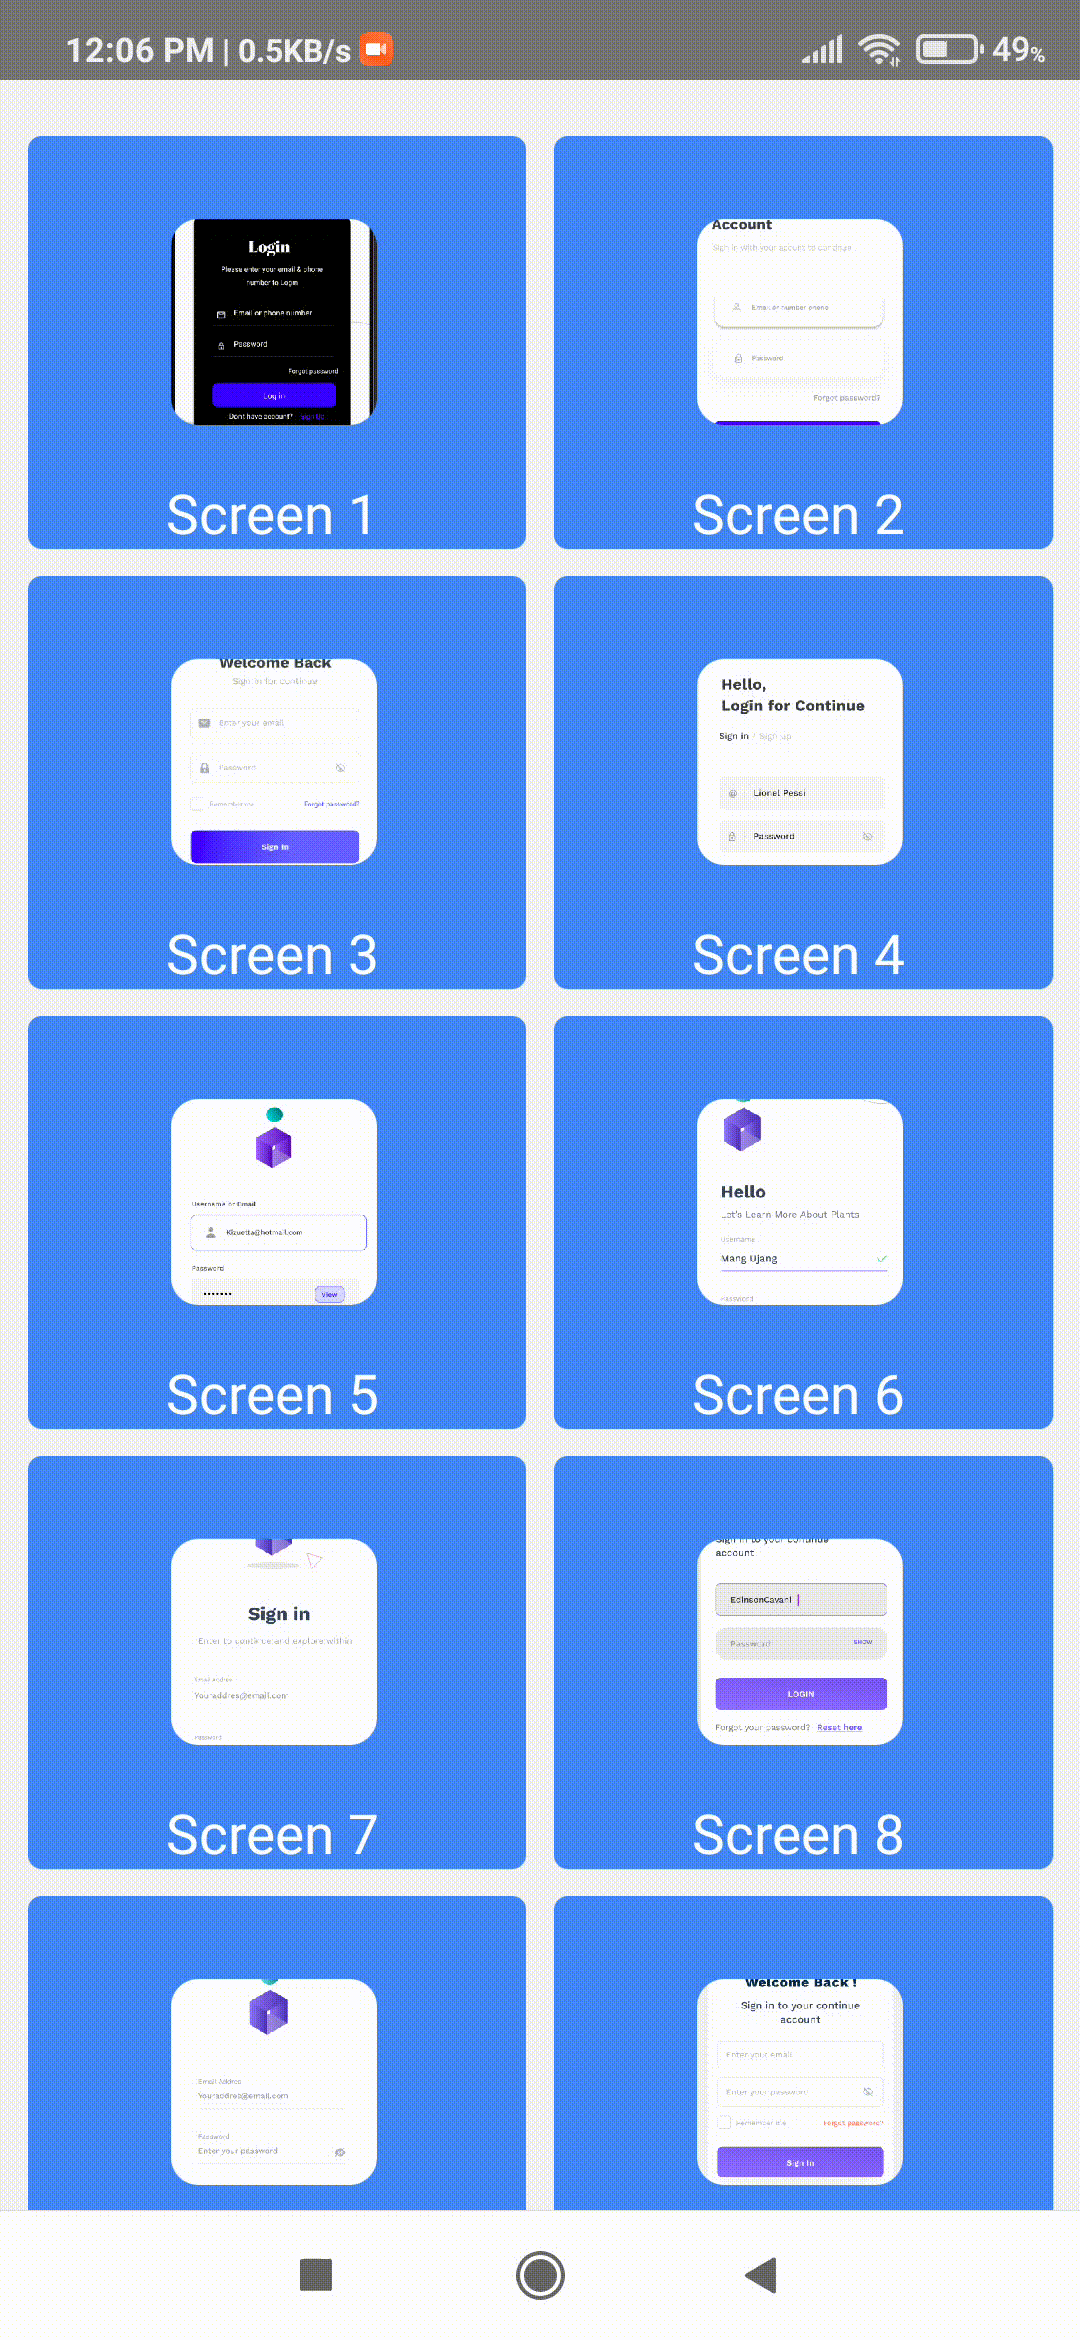 12:06 PM | 0.5KB/s
49%
Login
Please enter your email & phone
number to Login
Email or phone number
Password
Forgot password
Log in
Dont have account? Sign Up
Screen 1
Account
Sign in with your acount to continue
Email or number phone
Password
Forgot password?
Screen 2
Welcome Back
Sign in for continue
Enter your email
Password
Remember me
Forgot password?
Sign In
Screen 3
Hello,
Login for Continue
Sign in / Sign up
@ Lionel Pessi
Password
Screen 4
Username or Email
Kizuetta@hotmail.com
Password
•••••••
View
Screen 5
Hello
Let's Learn More About Plants
Username
Mang Ujang
Password
Screen 6
Sign in
Enter to continue and explore within
Email Addres
Youraddres@email.com
Password
Screen 7
Sign in to your continue
account
EdinsonCavani
Password
SHOW
LOGIN
Forgot your password? Reset here
Screen 8
Email Addres
Youraddres@email.com
Password
Enter your password
Welcome Back !
Sign in to your continue
account
Enter your email
Enter your password
Remember me
Forgot password?
Sign In